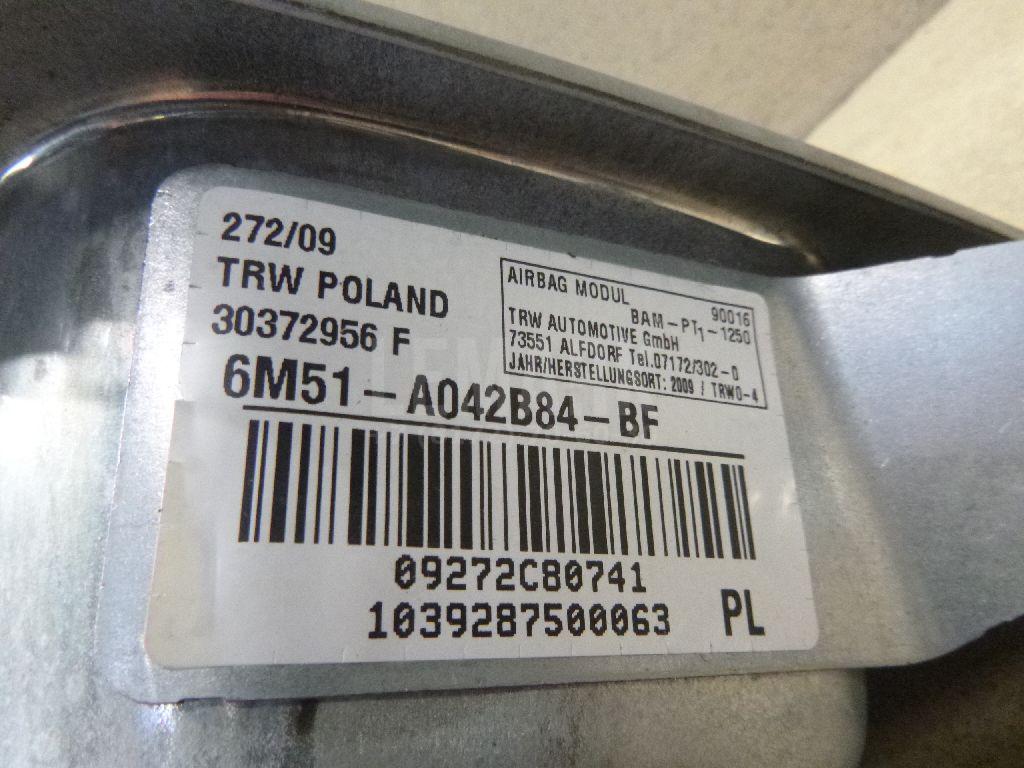 272/09
TRW POLAND
30372956 F
6M51-A042B84-BF
AIRBAG MODUL 90016
BAM-PT1-1250
TRW AUTOMOTIVE GmbH
73551 ALFDORF Tel.07172/302-0
JAHR/HERSTELLUNGSORT: 2009 / TRWO-4
09272C80741
1039287500063
PL